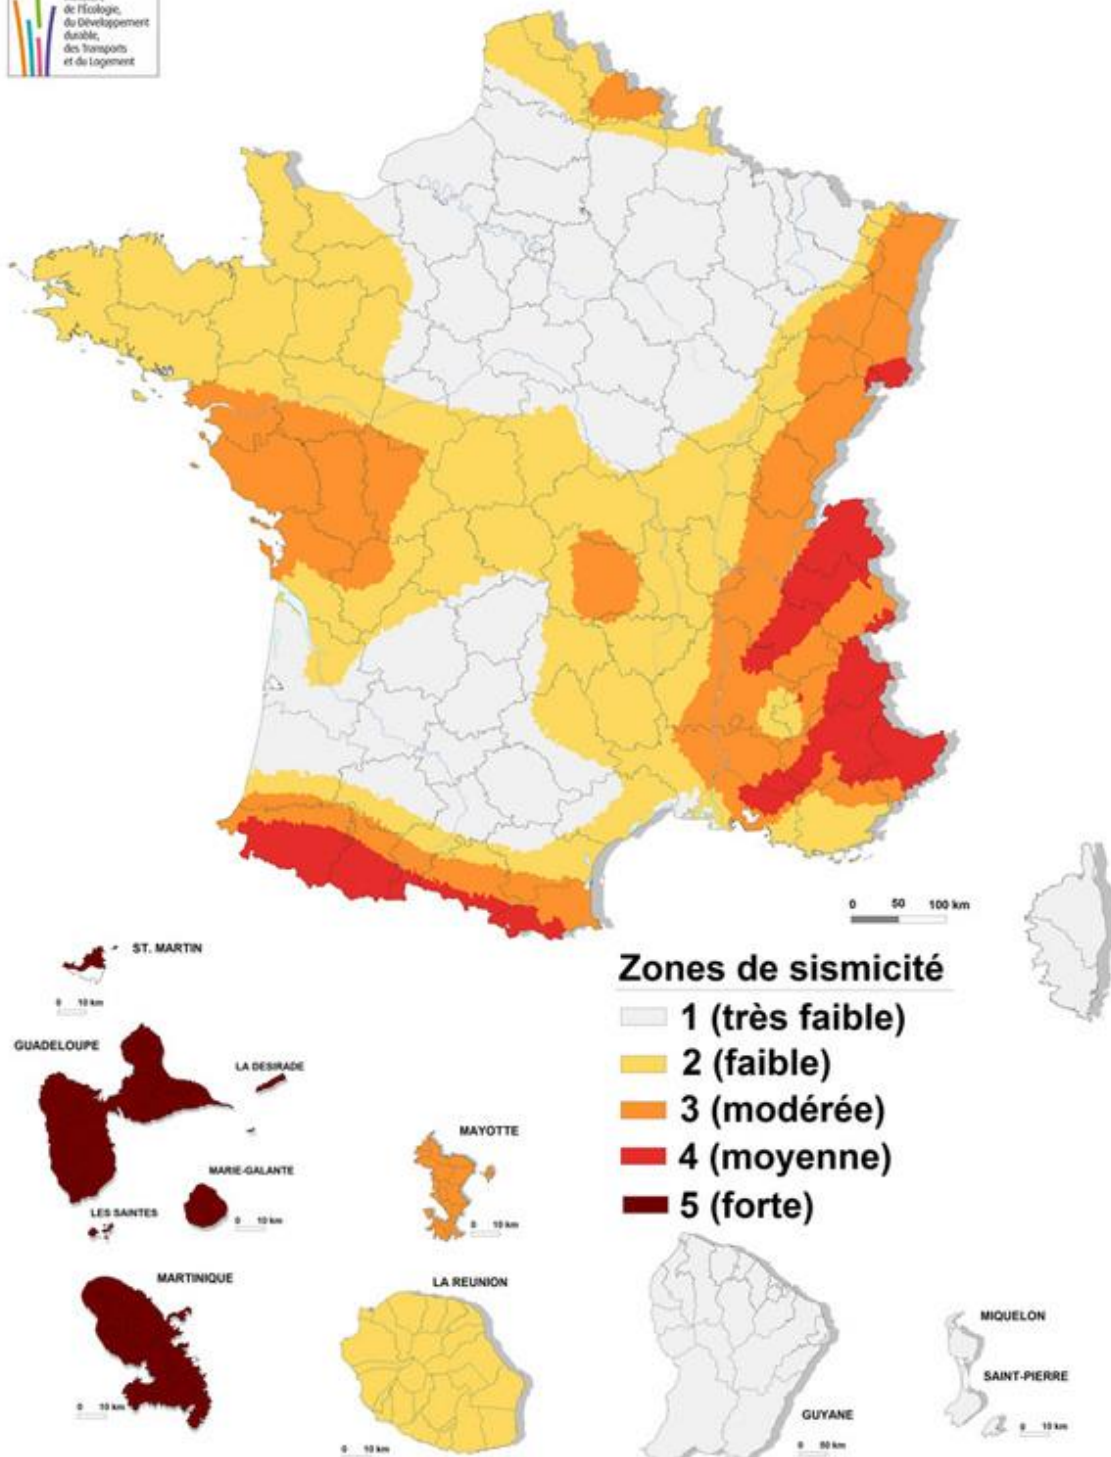 de l'Écologie,
du Développement
durable,
des Transports
et du Logement
0 50 100 km
ST. MARTIN
0 10 km
Zones de sismicité
1 (très faible)
2 (faible)
3 (modérée)
4 (moyenne)
5 (forte)
GUADELOUPE
LA DESIRADE
MARIE-GALANTE
0 10 km
LES SAINTES
MAYOTTE
0 10 km
MARTINIQUE
0 10 km
LA REUNION
0 10 km
GUYANE
0 50 km
MIQUELON
SAINT-PIERRE
0 10 km